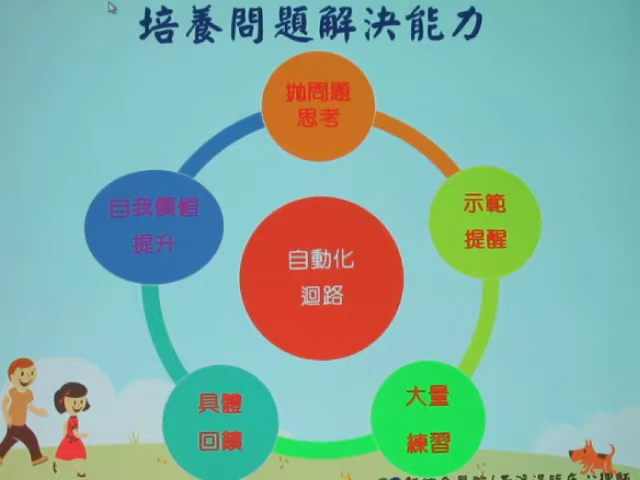 培養問題解決能力
拋問題
思考
示範
提醒
大量
練習
具體
回饋
自我價值
提升
自動化
迴路